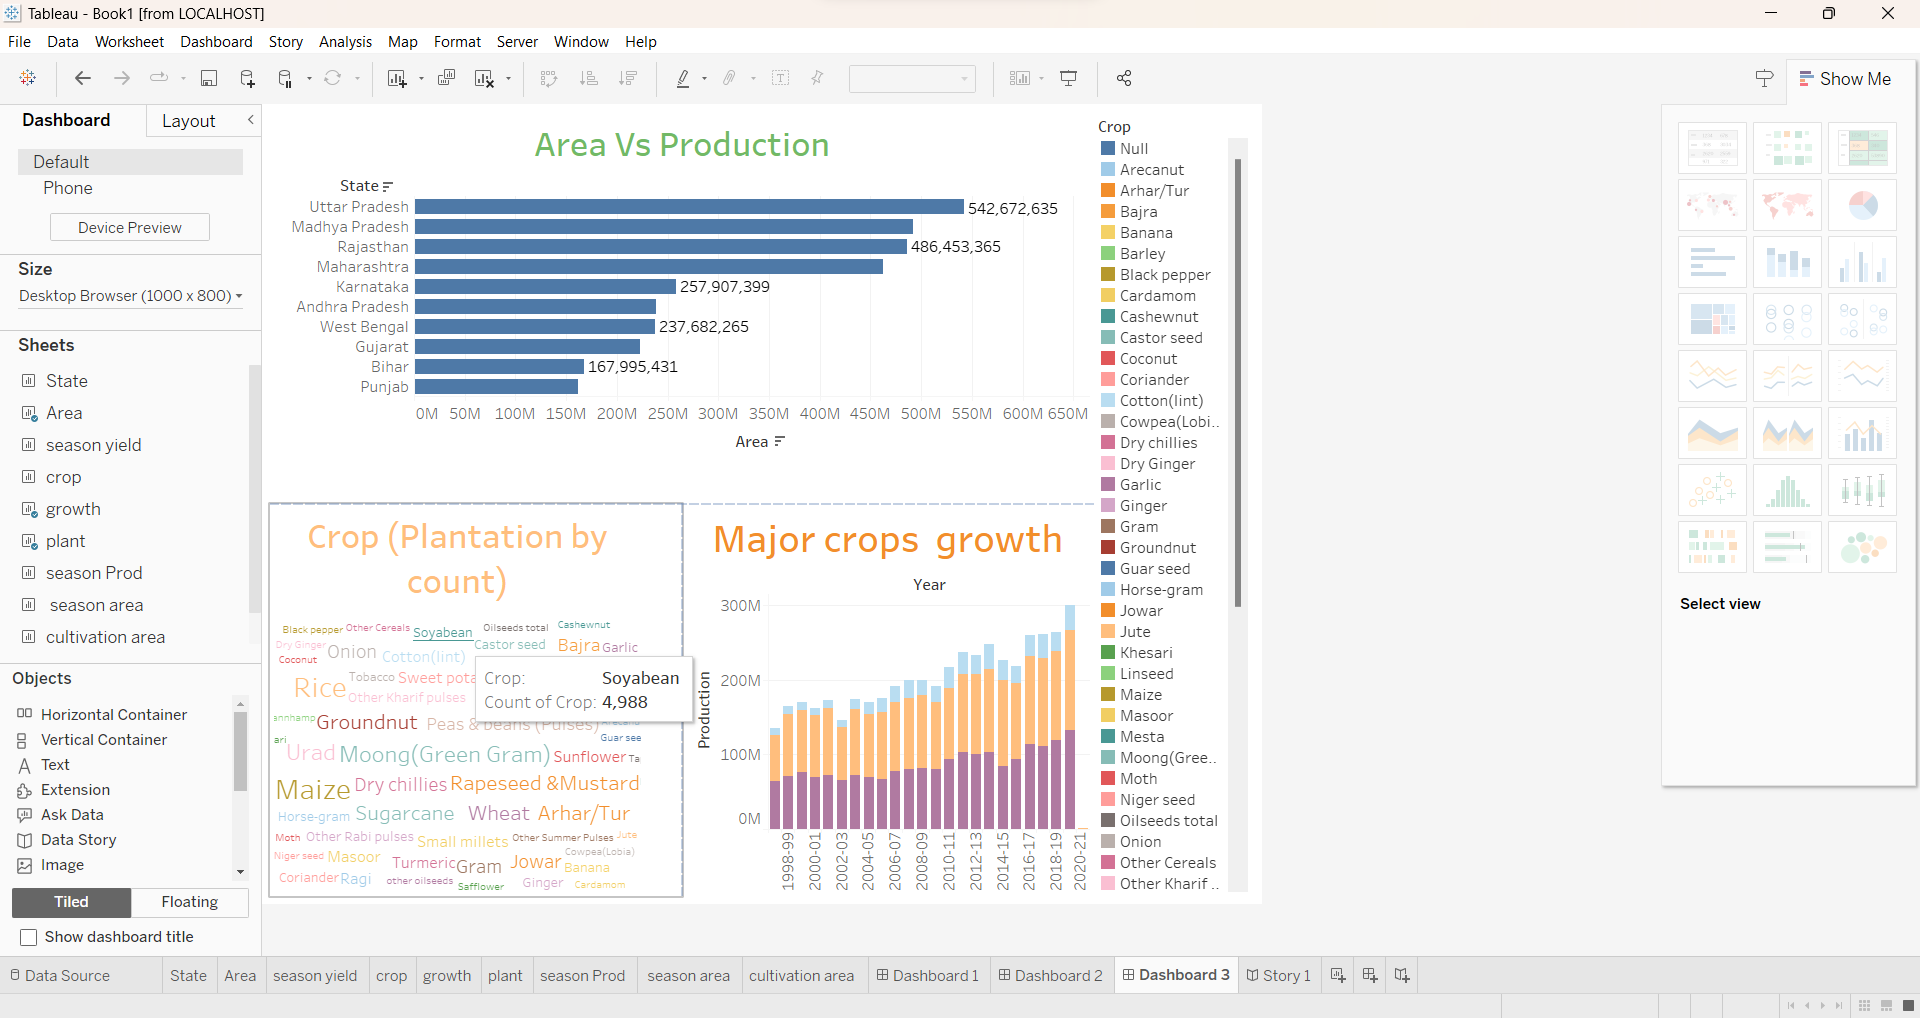 Tableau - Book1 [from LOCALHOST]
File Data Worksheet Dashboard Story Analysis Map Format Server Window Help
Show Me
Dashboard Layout
Default
Phone
Device Preview
Size
Desktop Browser (1000 x 800)
Sheets
State
Area
season yield
crop
growth
plant
season Prod
season area
cultivation area
Objects
Horizontal Container
Vertical Container
Text
Extension
Ask Data
Data Story
Image
Tiled Floating
Show dashboard title
Area Vs Production
State
Uttar Pradesh 542,672,635
Madhya Pradesh
Rajasthan 486,453,365
Maharashtra
Karnataka 257,907,399
Andhra Pradesh
West Bengal 237,682,265
Gujarat
Bihar 167,995,431
Punjab
0M 50M 100M 150M 200M 250M 300M 350M 400M 450M 500M 550M 600M 650M
Area
Crop (Plantation by
count)
Black pepper Other Cereals Soyabean Oilseeds total Cashewnut
Dry Ginger Onion Cotton(lint) Castor seed Bajra Garlic
Coconut
Rice Tobacco Sweet pota
Other Kharif pulses
Crop: Soyabean
Count of Crop: 4,988
annhamp Groundnut Peas & beans (Pulses)
ari Guar see
Urad Moong(Green Gram) Sunflower Ta
Maize Dry chillies Rapeseed &Mustard
Horse-gram Sugarcane Wheat Arhar/Tur
Moth Other Rabi pulses Small millets Other Summer Pulses Jute
Niger seed Masoor Turmeric Gram Jowar Cowpea(Lobia)
Banana
Coriander Ragi other oilseeds Safflower Ginger Cardamom
Major crops growth
Year
Production
300M
200M
100M
0M
1998-99 2000-01 2002-03 2004-05 2006-07 2008-09 2010-11 2012-13 2014-15 2016-17 2018-19 2020-21
Crop
Null
Arecanut
Arhar/Tur
Bajra
Banana
Barley
Black pepper
Cardamom
Cashewnut
Castor seed
Coconut
Coriander
Cotton(lint)
Cowpea(Lobi..
Dry chillies
Dry Ginger
Garlic
Ginger
Gram
Groundnut
Guar seed
Horse-gram
Jowar
Jute
Khesari
Linseed
Maize
Masoor
Mesta
Moong(Gree..
Moth
Niger seed
Oilseeds total
Onion
Other Cereals
Other Kharif ..
Select view
Data Source State Area season yield crop growth plant season Prod season area cultivation area Dashboard 1 Dashboard 2 Dashboard 3 Story 1